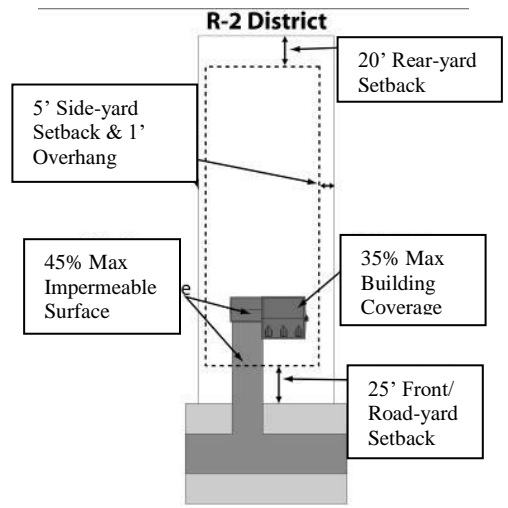 R-2 District
20’ Rear-yard
Setback
5’ Side-yard
Setback & 1’
Overhang
45% Max
Impermeable
Surface
e
35% Max
Building
Coverage
25’ Front/
Road-yard
Setback